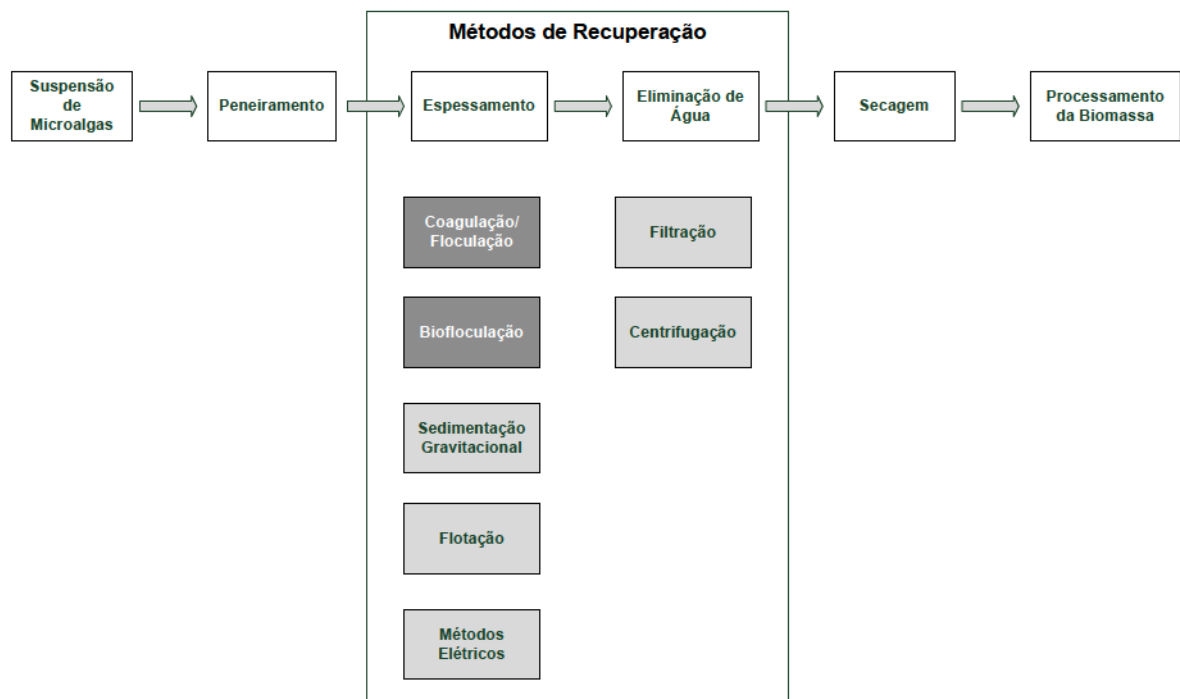 Métodos de Recuperação
Suspensão
de
Microalgas
Peneiramento
Espessamento
Eliminação de
Água
Secagem
Processamento
da Biomassa
Coagulação/
Floculação
Filtração
Biofloculação
Centrifugação
Sedimentação
Gravitacional
Flotação
Métodos
Elétricos